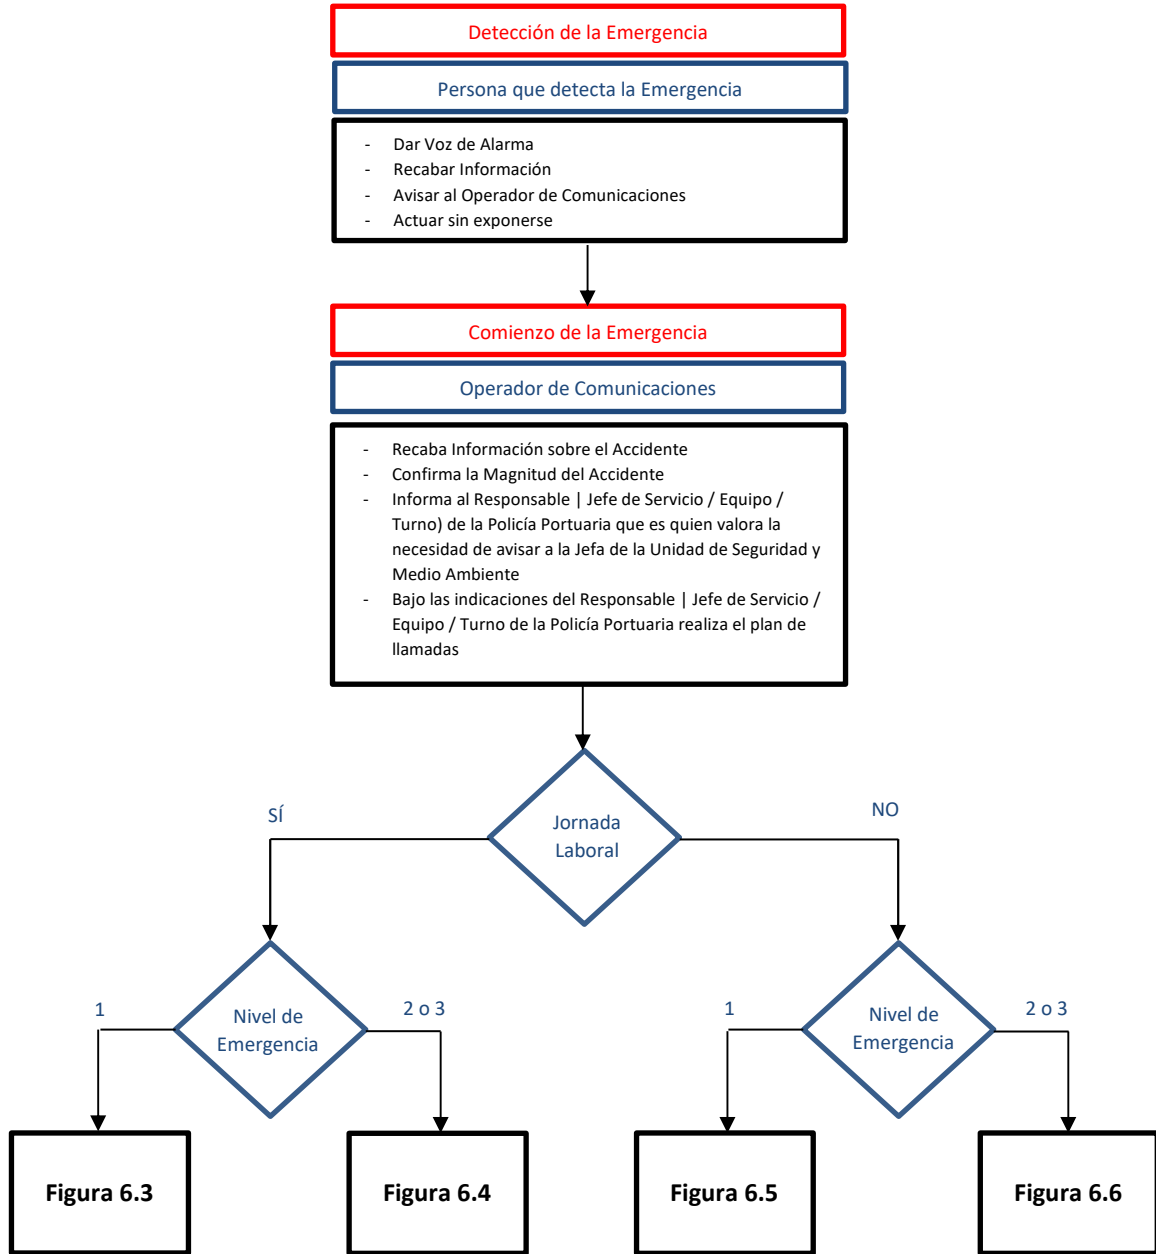 Detección de la Emergencia
Persona que detecta la Emergencia
- Dar Voz de Alarma
- Recabar Información
- Avisar al Operador de Comunicaciones
- Actuar sin exponerse
Comienzo de la Emergencia
Operador de Comunicaciones
- Recaba Información sobre el Accidente
- Confirma la Magnitud del Accidente
- Informa al Responsable | Jefe de Servicio / Equipo /
Turno) de la Policía Portuaria que es quien valora la
necesidad de avisar a la Jefa de la Unidad de Seguridad y
Medio Ambiente
- Bajo las indicaciones del Responsable | Jefe de Servicio /
Equipo / Turno de la Policía Portuaria realiza el plan de
llamadas
SÍ
Jornada
Laboral
NO
1
Nivel de
Emergencia
2 o 3
1
Nivel de
Emergencia
2 o 3
Figura 6.3
Figura 6.4
Figura 6.5
Figura 6.6